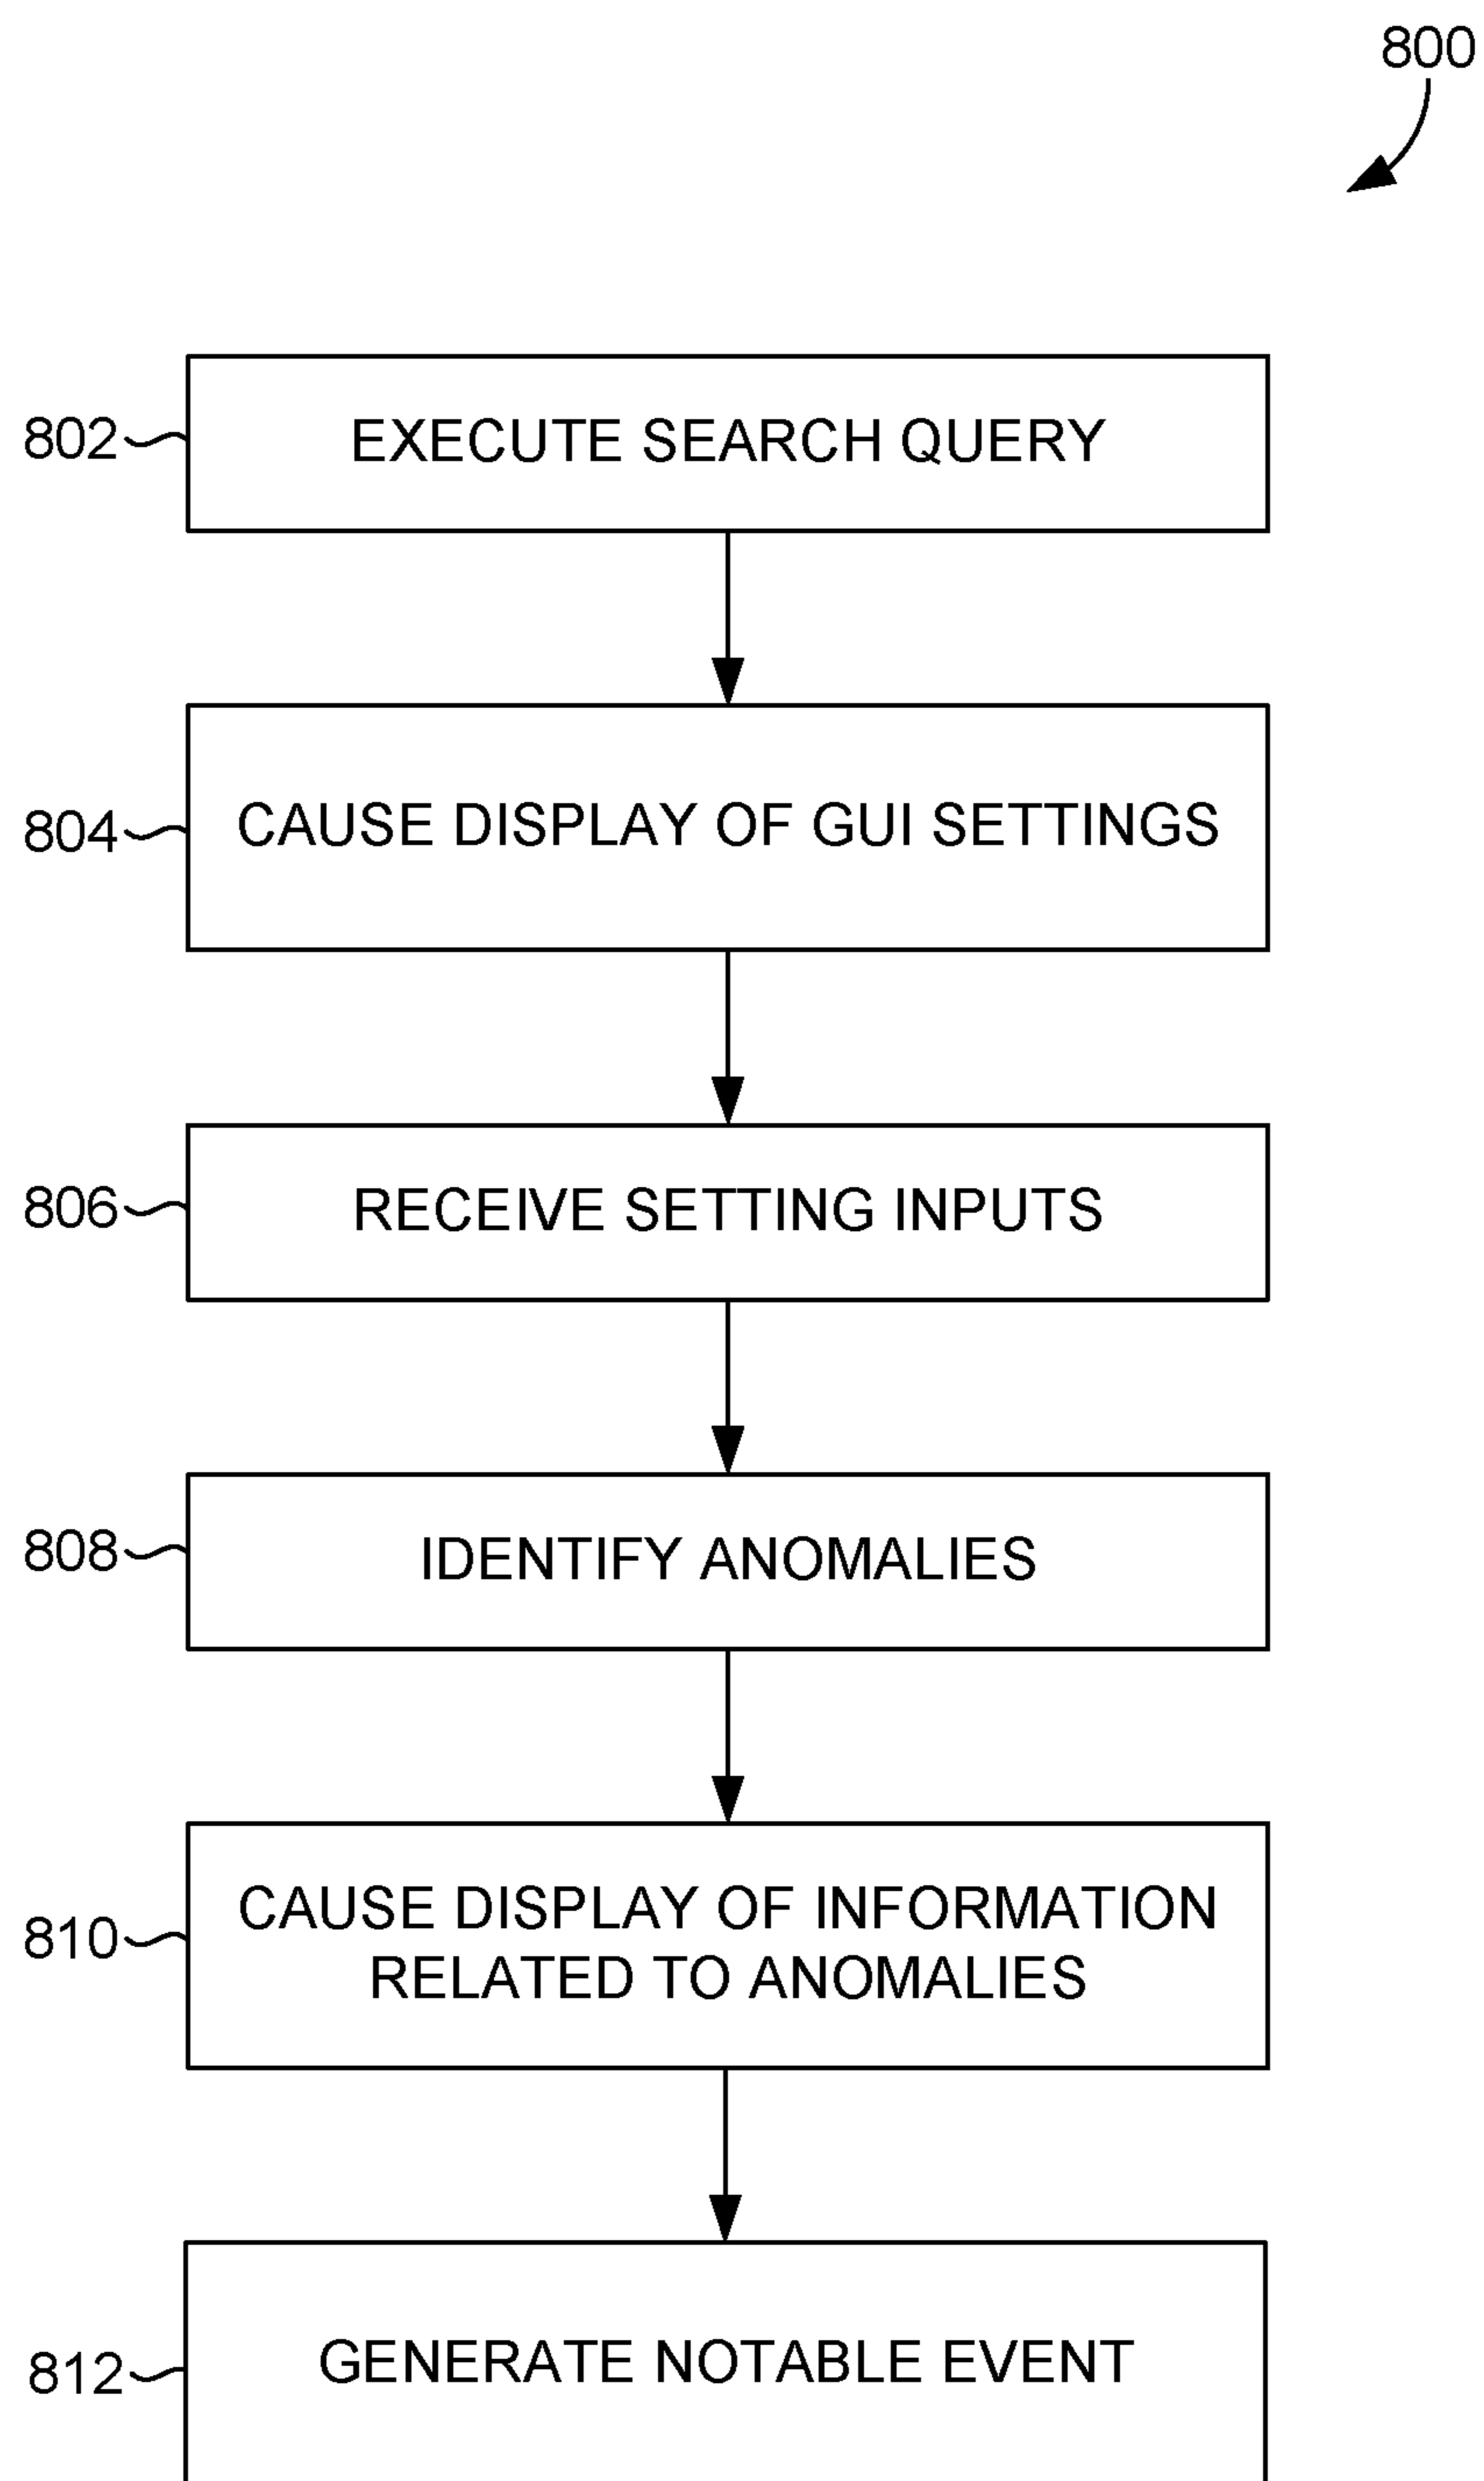 800
802
EXECUTE SEARCH QUERY
804
CAUSE DISPLAY OF GUI SETTINGS
806
RECEIVE SETTING INPUTS
808
IDENTIFY ANOMALIES
810
CAUSE DISPLAY OF INFORMATION
RELATED TO ANOMALIES
812
GENERATE NOTABLE EVENT